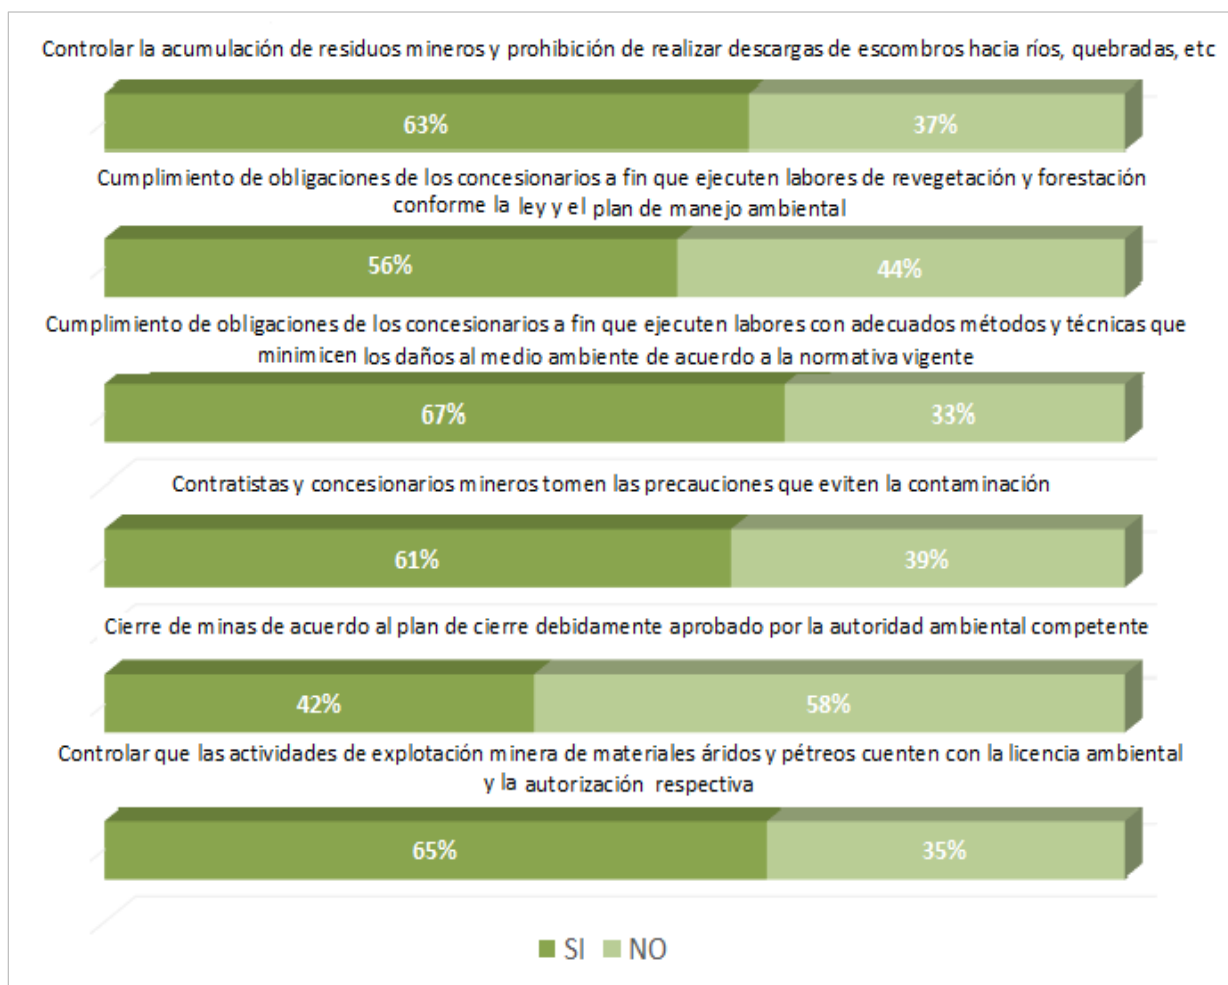 Controlar la acumulación de residuos mineros y prohibición de realizar descargas de escombros hacia ríos, quebradas, etc
63% 37%
Cumplimiento de obligaciones de los concesionarios a fin que ejecuten labores de revegetación y forestación
conforme la ley y el plan de manejo ambiental
56% 44%
Cumplimiento de obligaciones de los concesionarios a fin que ejecuten labores con adecuados métodos y técnicas que
minimicen los daños al medio ambiente de acuerdo a la normativa vigente
67% 33%
Contratistas y concesionarios mineros tomen las precauciones que eviten la contaminación
61% 39%
Cierre de minas de acuerdo al plan de cierre debidamente aprobado por la autoridad ambiental competente
42% 58%
Controlar que las actividades de explotación minera de materiales áridos y pétreos cuenten con la licencia ambiental
y la autorización respectiva
65% 35%
SI NO